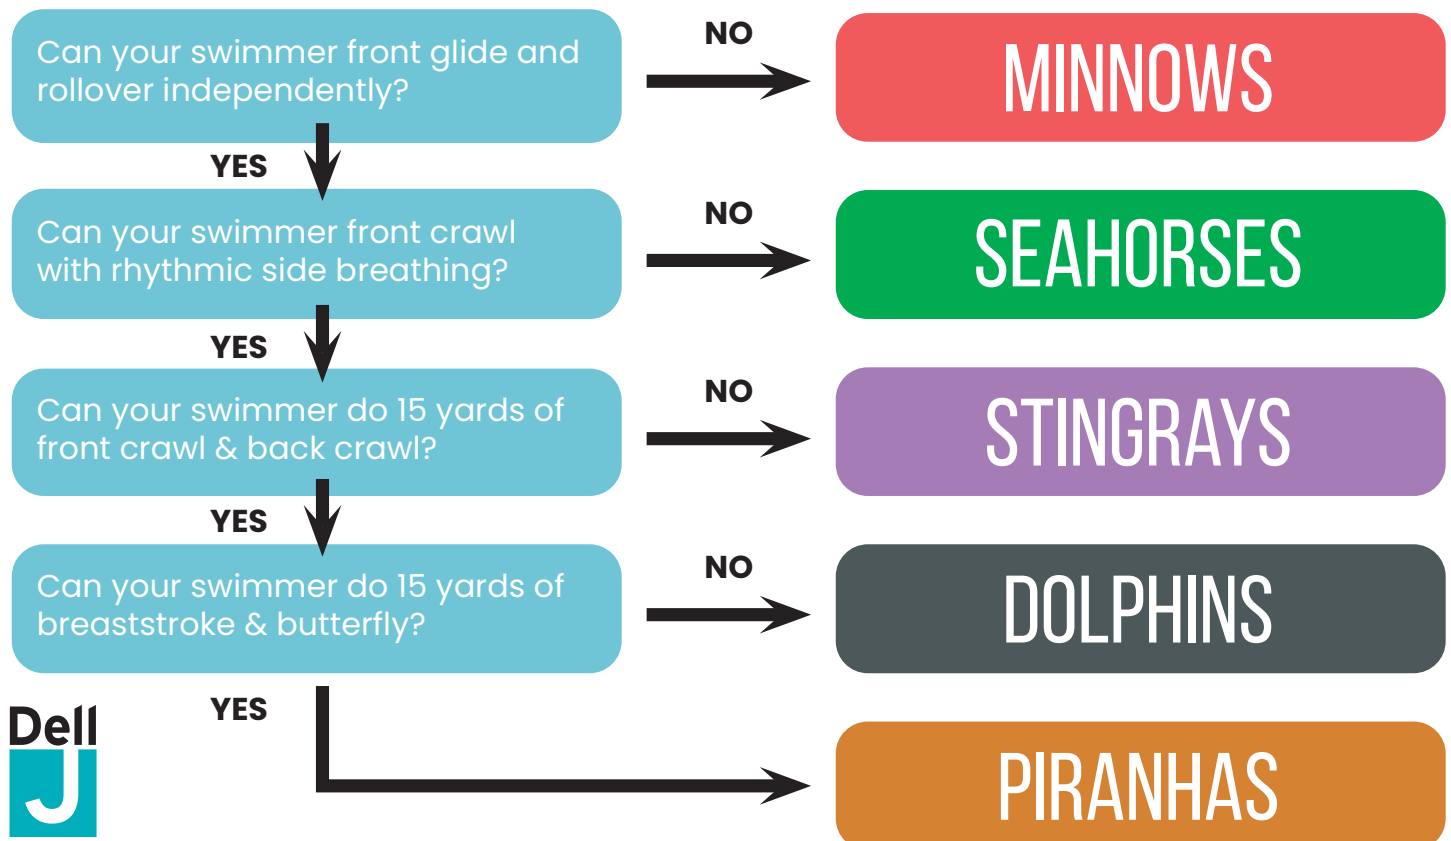 Can your swimmer front glide and
rollover independently?
NO
MINNOWS
YES
Can your swimmer front crawl
with rhythmic side breathing?
NO
SEAHORSES
YES
Can your swimmer do 15 yards of
front crawl & back crawl?
NO
STINGRAYS
YES
Can your swimmer do 15 yards of
breaststroke & butterfly?
NO
DOLPHINS
YES
PIRANHAS
Dell
J